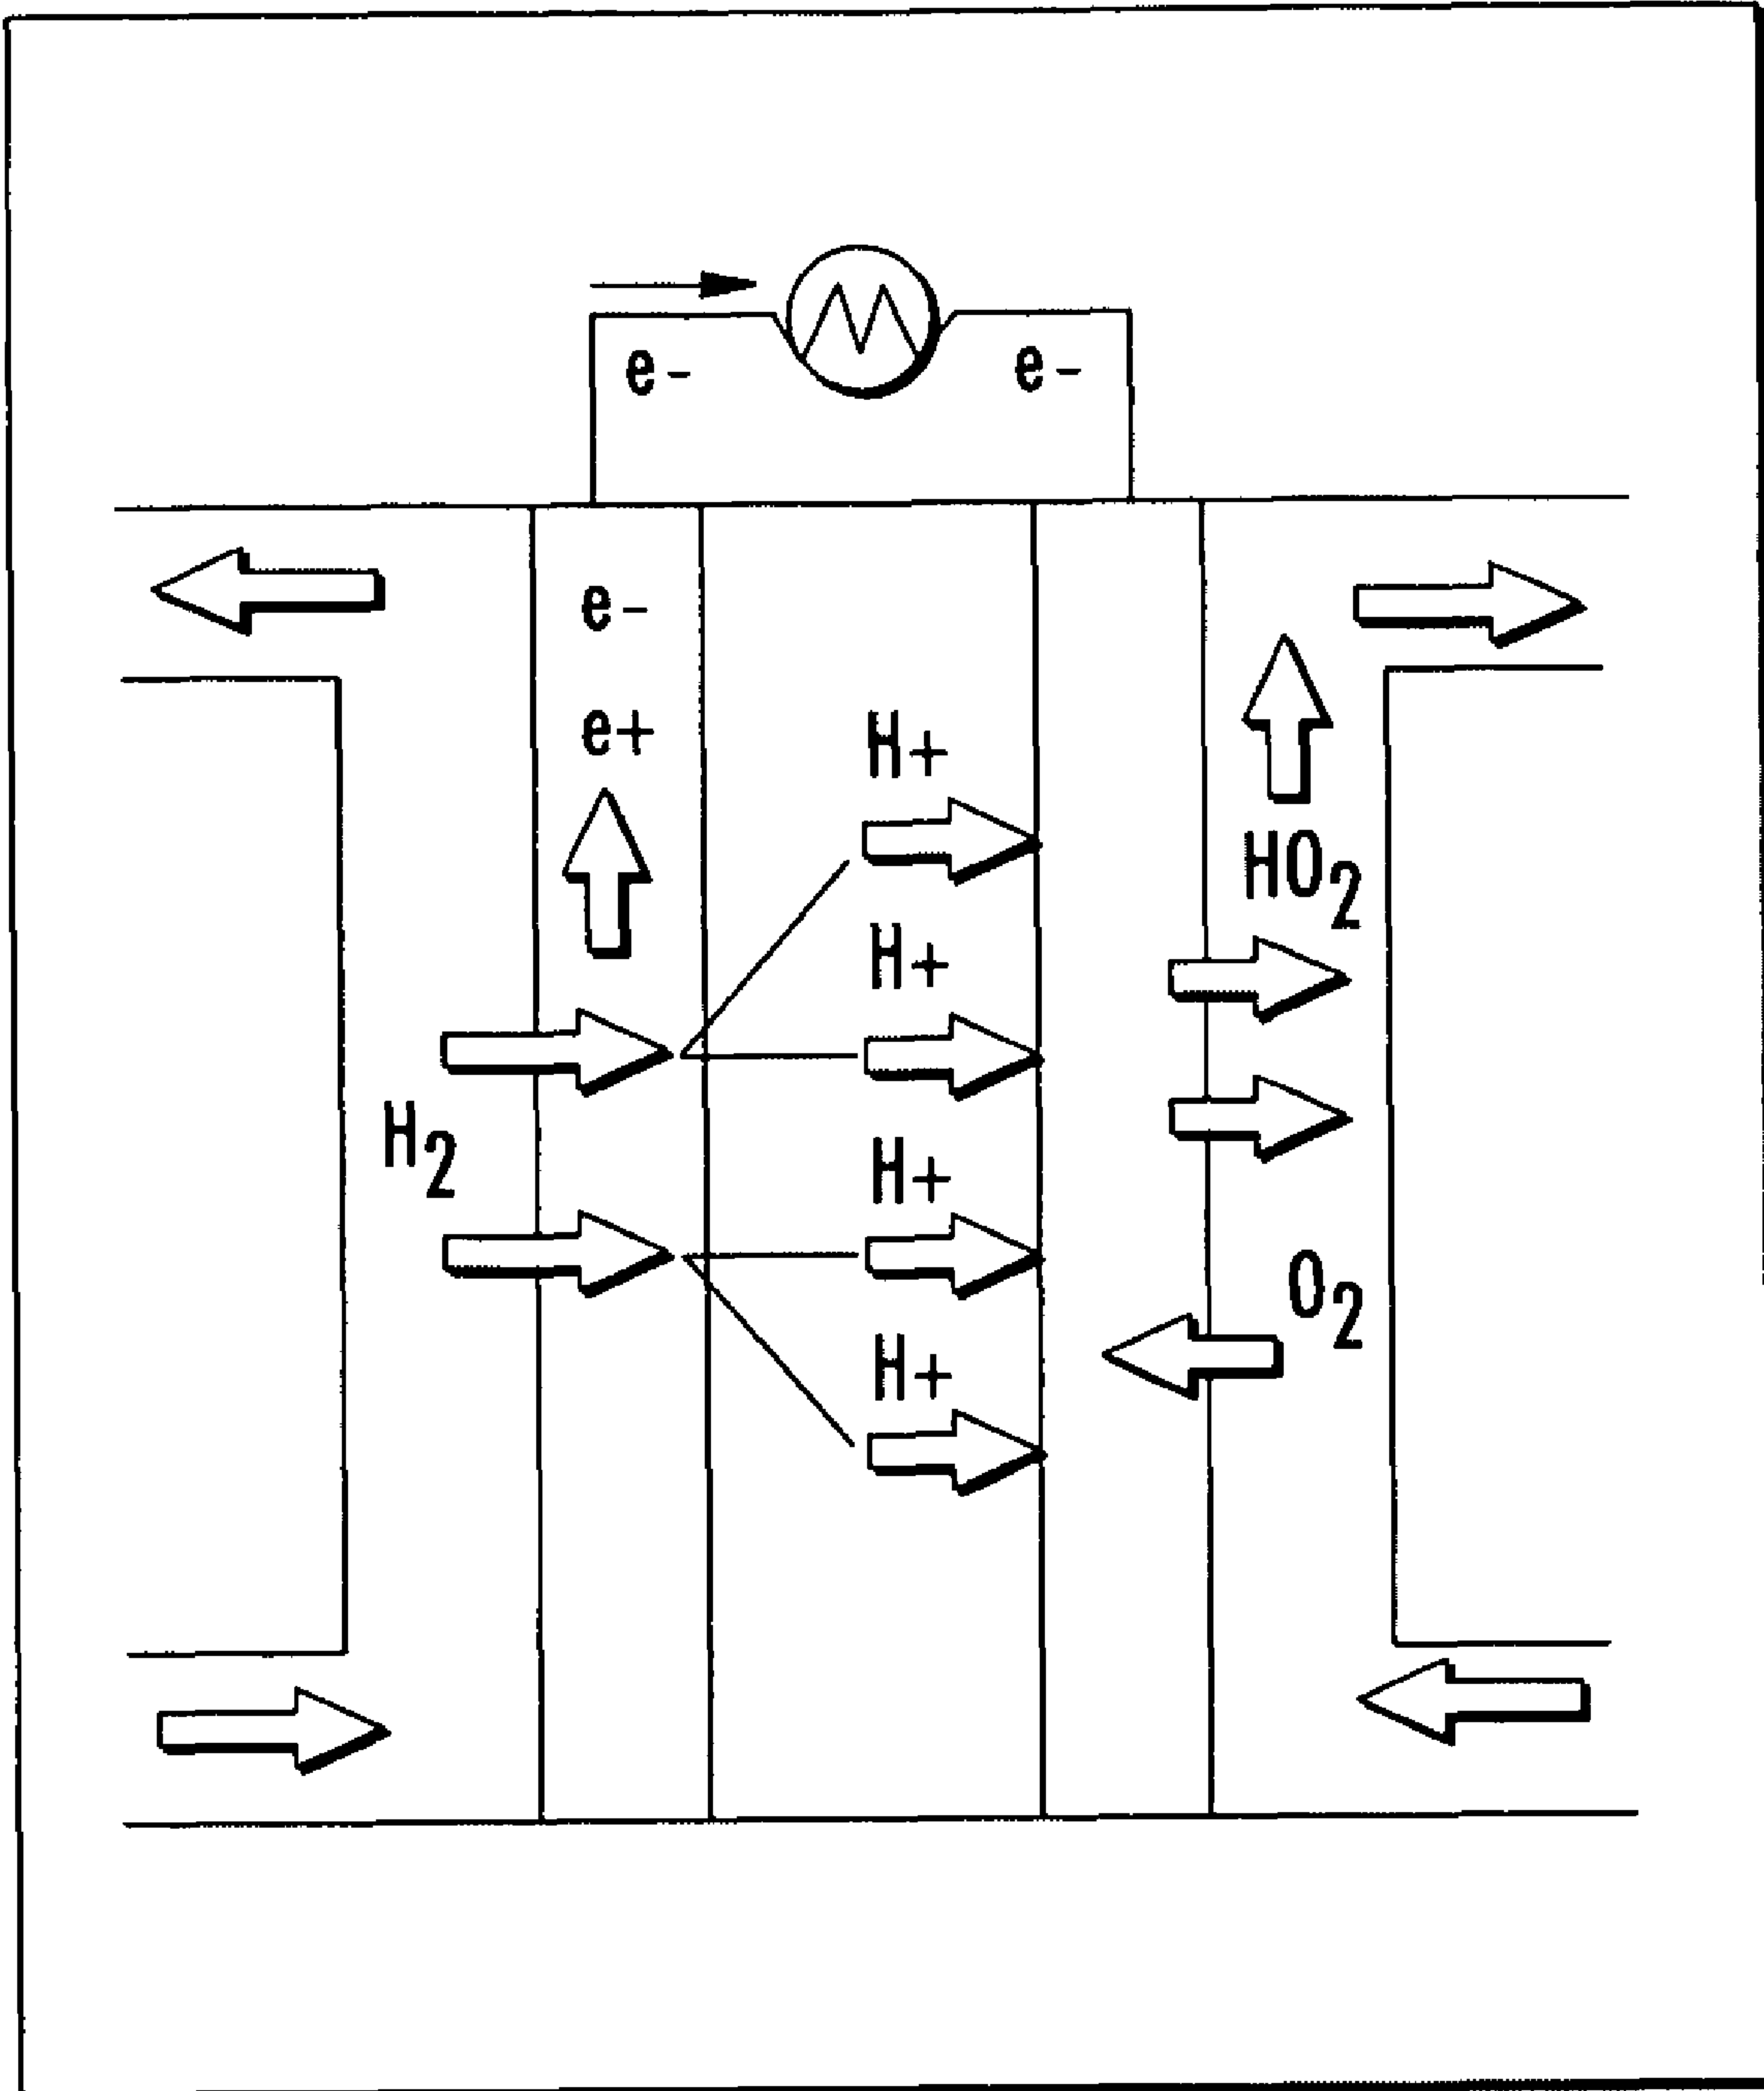 e- e-
e-
e+
H+
HO₂
H+
H₂
H+
O₂
H+